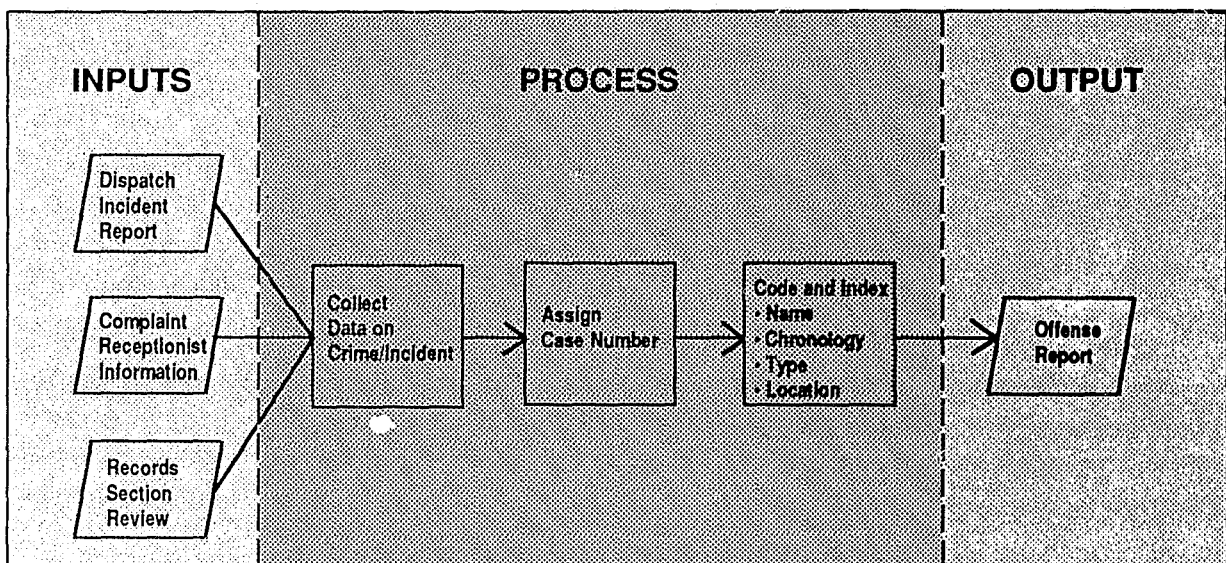 INPUTS
PROCESS
OUTPUT
Dispatch
Incident
Report
Complaint
Receptionist
Information
Records
Section
Review
Collect
Data on
Crime/Incident
Assign
Case Number
Code and Index
• Name
• Chronology
• Type
• Location
Offense
Report